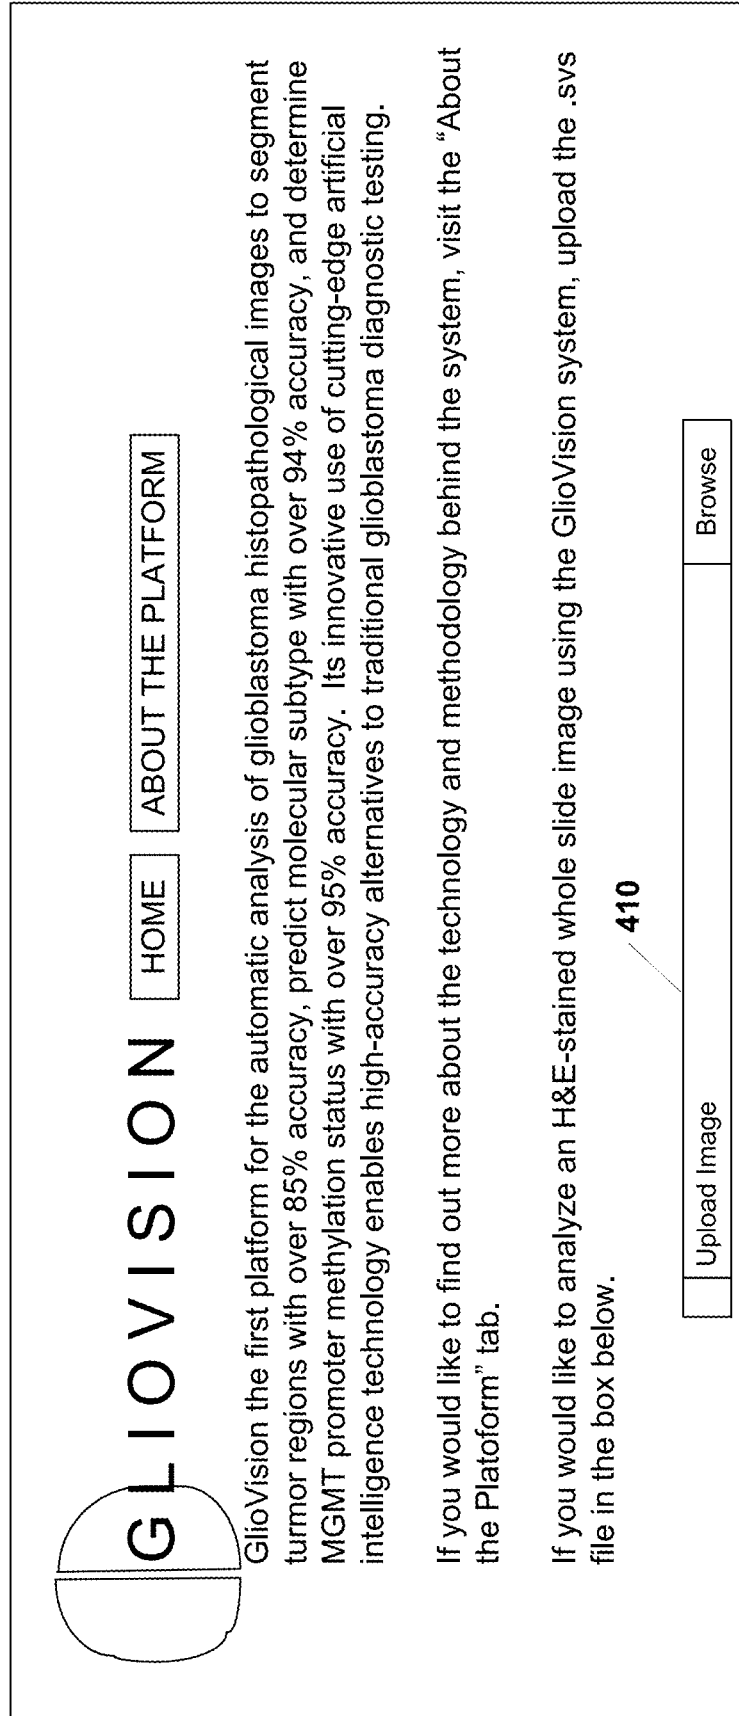 GLIOVISION HOME ABOUT THE PLATFORM
GlioVision the first platform for the automatic analysis of glioblastoma histopathological images to segment
turmor regions with over 85% accuracy, predict molecular subtype with over 94% accuracy, and determine
MGMT promoter methylation status with over 95% accuracy. Its innovative use of cutting-edge artificial
intelligence technology enables high-accuracy alternatives to traditional glioblastoma diagnostic testing.
If you would like to find out more about the technology and methodology behind the system, visit the “About
the Platoform” tab.
If you would like to analyze an H&E-stained whole slide image using the GlioVision system, upload the .svs
file in the box below.
410
Upload Image Browse